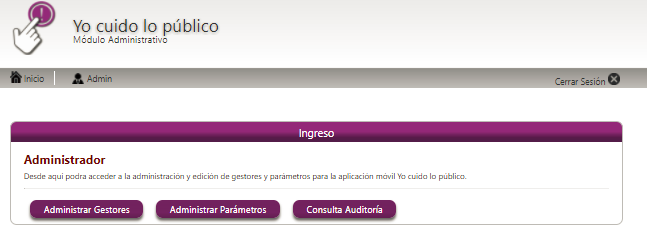 Yo cuido lo público
Módulo Administrativo
Inicio
Admin
Cerrar Sesión
Ingreso
Administrador
Desde aquí podra acceder a la administración y edición de gestores y parámetros para la aplicación móvil Yo cuido lo público.
Administrar Gestores
Administrar Parámetros
Consulta Auditoría